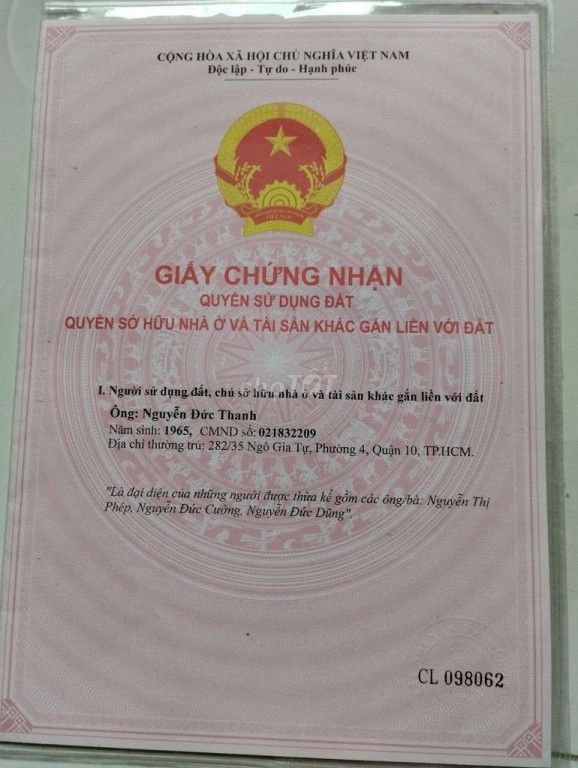 CỘNG HÒA XÃ HỘI CHỦ NGHĨA VIỆT NAM
Độc lập - Tự do - Hạnh phúc
VIỆT NAM
GIẤY CHỨNG NHẬN
QUYỀN SỬ DỤNG ĐẤT
QUYỀN SỞ HỮU NHÀ Ở VÀ TÀI SẢN KHÁC GẮN LIỀN VỚI ĐẤT
I. Người sử dụng đất, chủ sở hữu nhà ở và tài sản khác gắn liền với đất
chợTỐT
Ông: Nguyễn Đức Thanh
Năm sinh: 1965, CMND số: 021832209
Địa chỉ thường trú: 282/35 Ngô Gia Tự, Phường 4, Quận 10, TP.HCM.
"Là đại diện của những người được thừa kế gồm các ông/bà: Nguyễn Thị
Phép, Nguyễn Đức Cường, Nguyễn Đức Dũng".
CL 098062